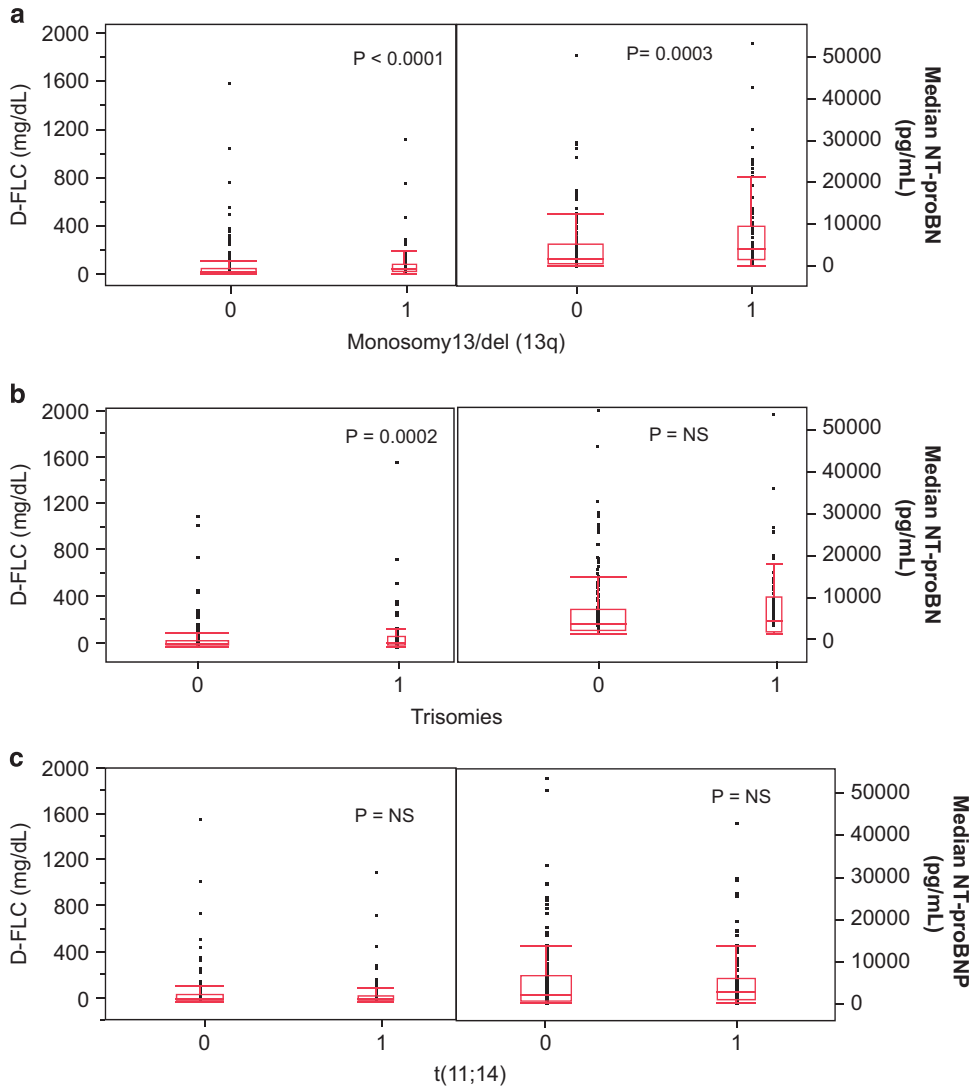 a
2000
1600
1200
800
400
0
D-FLC (mg/dL)
P < 0.0001
P= 0.0003
50000
40000
30000
20000
10000
0
Median NT-proBN
(pg/mL)
0 1 0 1
Monosomy13/del (13q)
b
2000
1600
1200
800
400
0
D-FLC (mg/dL)
P = 0.0002
P = NS
50000
40000
30000
20000
10000
0
Median NT-proBN
(pg/mL)
0 1 0 1
Trisomies
c
2000
1600
1200
800
400
0
D-FLC (mg/dL)
P = NS
P = NS
50000
40000
30000
20000
10000
0
Median NT-proBNP
(pg/mL)
0 1 0 1
t(11;14)